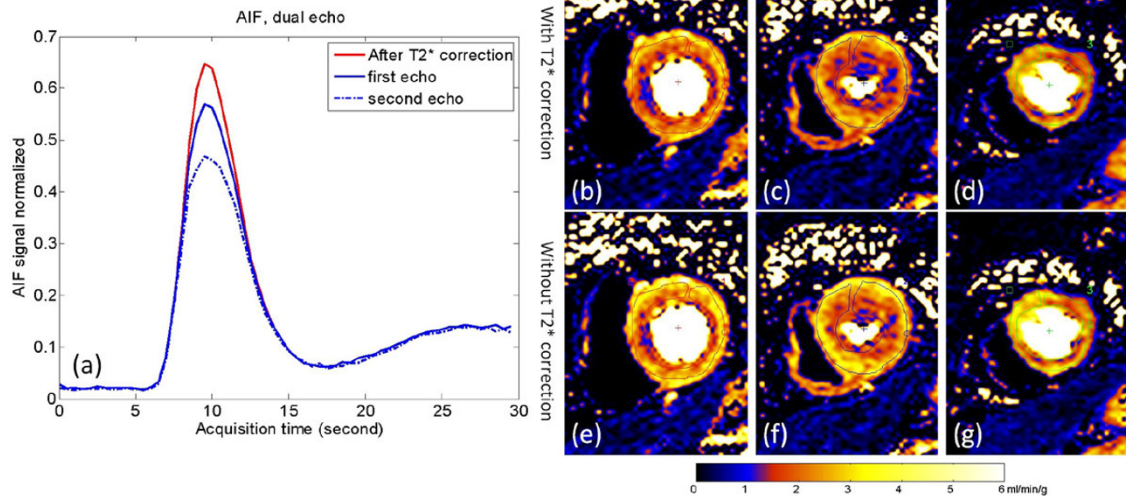 AIF, dual echo
0.7
0.6
0.5
0.4
0.3
0.2
0.1
0
AIF signal normalized
After T2* correction
first echo
second echo
(a)
0
5
10
15
20
25
30
Acquisition time (second)
With T2* correction
(b)
(c)
3
(d)
Without T2* correction
(e)
(f)
3
(g)
0
1
2
3
4
5
6 ml/min/g